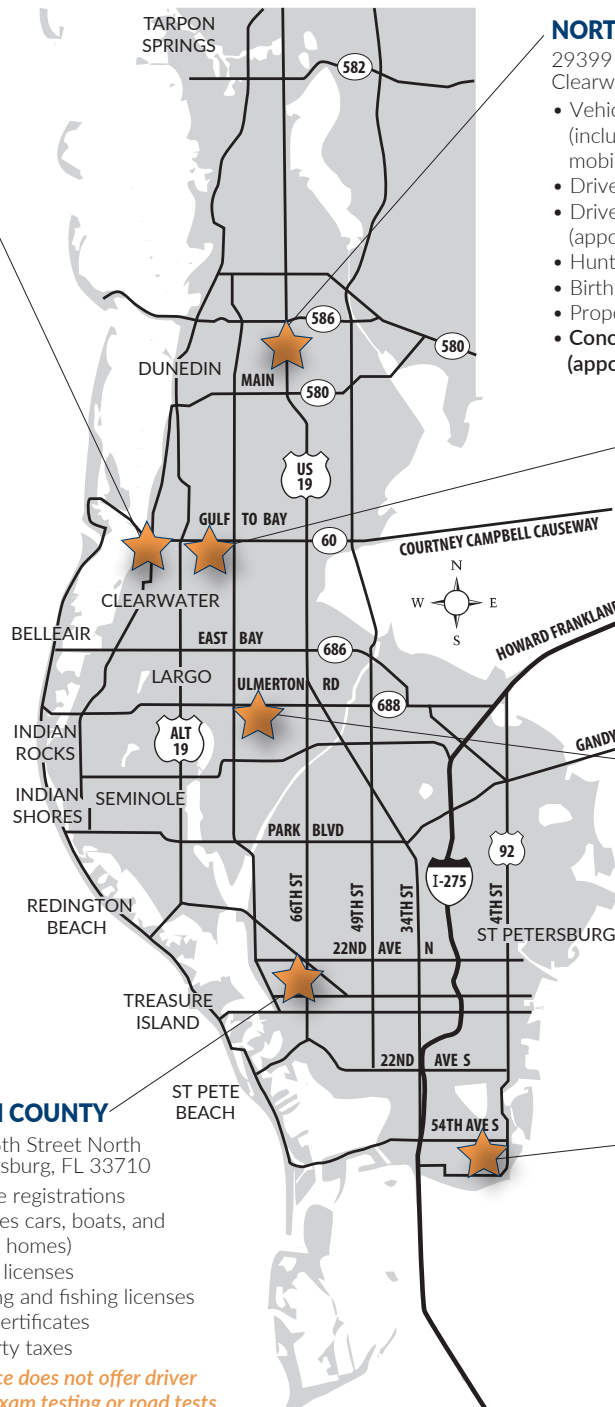 TARPON
SPRINGS
582
NORT
29399
Clearw
• Vehic
(inclu
mobi
• Drive
• Drive
(appo
• Hunt
• Birth
• Prope
• Conc
(appo
586
580
DUNEDIN
MAIN
580
US
19
GULF TO BAY
60
COURTNEY CAMPBELL CAUSEWAY
N
W E
S
CLEARWATER
HOWARD FRANKLAND
BELLEAIR
EAST BAY
686
LARGO
ULMERTON RD
688
INDIAN
ROCKS
ALT
19
GANDY
INDIAN
SHORES
SEMINOLE
PARK BLVD
92
I-275
66TH ST
49TH ST
34TH ST
4TH ST
REDINGTON
BEACH
ST PETERSBURG
22ND AVE N
TREASURE
ISLAND
22ND AVE S
ST PETE
BEACH
54TH AVE S
COUNTY
th Street North
sburg, FL 33710
e registrations
es cars, boats, and
homes)
licenses
ng and fishing licenses
ertificates
rty taxes
ce does not offer driver
xam testing or road tests